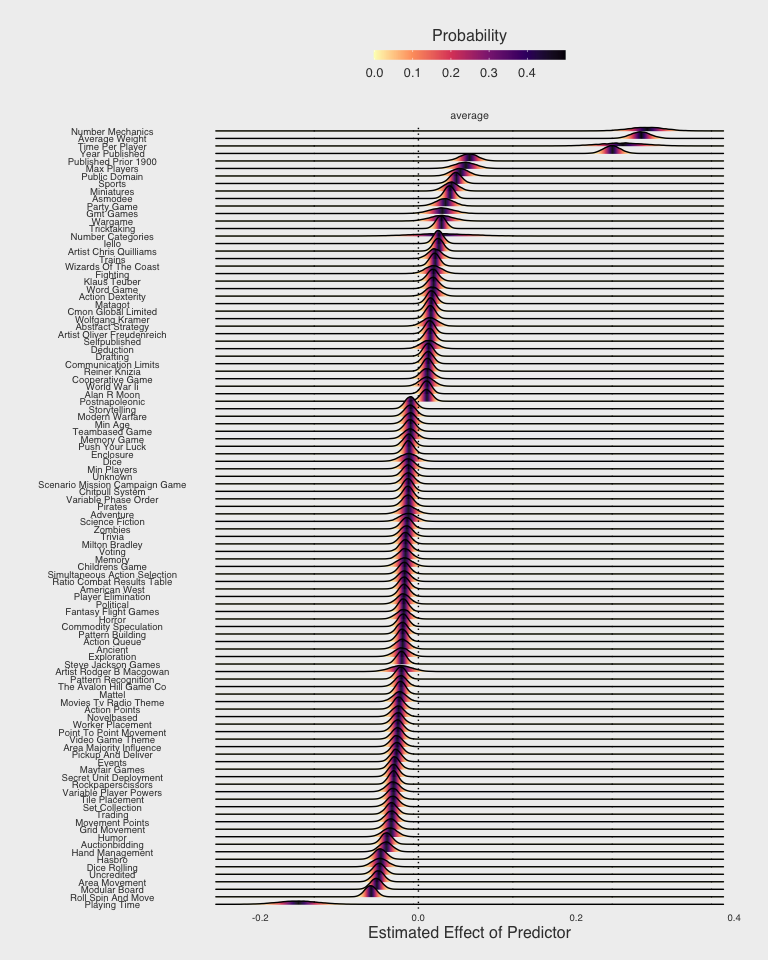 Probability
0.0 0.1 0.2 0.3 0.4
average
Number Mechanics
Average Weight
Time Per Player
Year Published
Published Prior 1900
Max Players
Public Domain
Sports
Miniatures
Asmodee
Party Game
Gmt Games
Wargame
Tricktaking
Number Categories
Iello
Artist Chris Quilliams
Trains
Wizards Of The Coast
Fighting
Klaus Teuber
Word Game
Action Dexterity
Matagot
Cmon Global Limited
Wolfgang Kramer
Abstract Strategy
Artist Oliver Freudenreich
Selfpublished
Deduction
Drafting
Communication Limits
Reiner Knizia
Cooperative Game
World War Ii
Alan R Moon
Postnapoleonic
Storytelling
Modern Warfare
Min Age
Teambased Game
Memory Game
Push Your Luck
Enclosure
Dice
Min Players
Unknown
Scenario Mission Campaign Game
Chitpull System
Variable Phase Order
Pirates
Adventure
Science Fiction
Zombies
Trivia
Milton Bradley
Voting
Memory
Childrens Game
Simultaneous Action Selection
Ratio Combat Results Table
American West
Player Elimination
Political
Fantasy Flight Games
Horror
Commodity Speculation
Pattern Building
Action Queue
Ancient
Exploration
Steve Jackson Games
Artist Rodger B Macgowan
Pattern Recognition
The Avalon Hill Game Co
Mattel
Movies Tv Radio Theme
Action Points
Novelbased
Worker Placement
Point To Point Movement
Video Game Theme
Area Majority Influence
Pickup And Deliver
Events
Mayfair Games
Secret Unit Deployment
Rockpaperscissors
Variable Player Powers
Tile Placement
Set Collection
Trading
Movement Points
Grid Movement
Humor
Auctionbidding
Hand Management
Hasbro
Dice Rolling
Uncredited
Area Movement
Modular Board
Roll Spin And Move
Playing Time
-0.2 0.0 0.2 0.4
Estimated Effect of Predictor